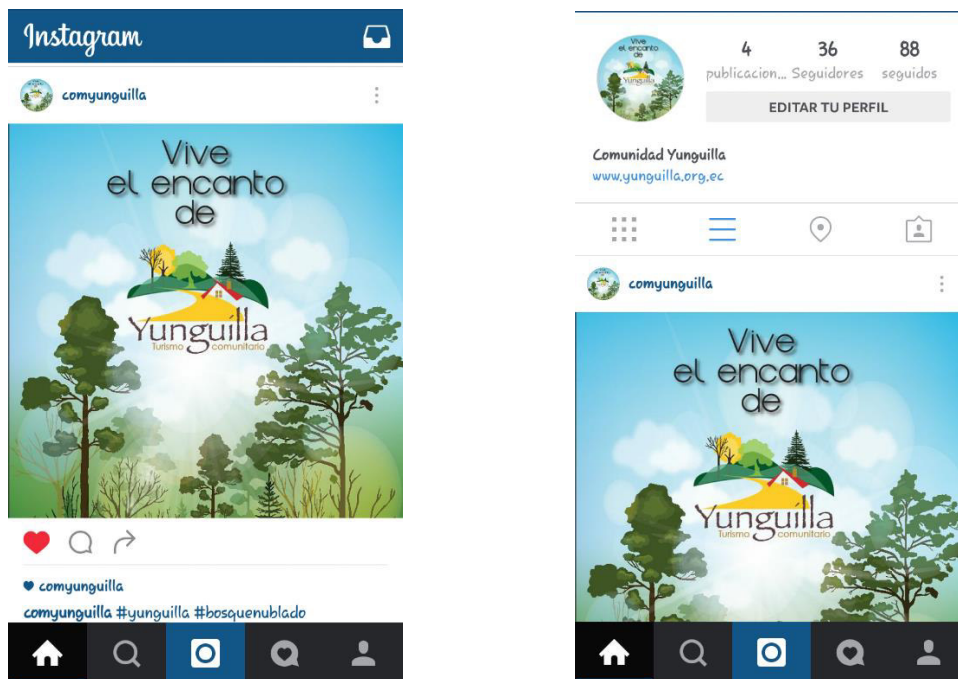 Instagram
comyunguilla
Vive
el encanto
de
Yunguilla
Turismo comunitario
comyunguilla
comyunguilla #yunguilla #bosquenublado
Vive
el encanto
de
Yunguilla
4 36 88
publicacion... Seguidores seguidos
EDITAR TU PERFIL
Comunidad Yunguilla
www.yunguilla.org.ec
comyunguilla
Vive
el encanto
de
Yunguilla
Turismo comunitario